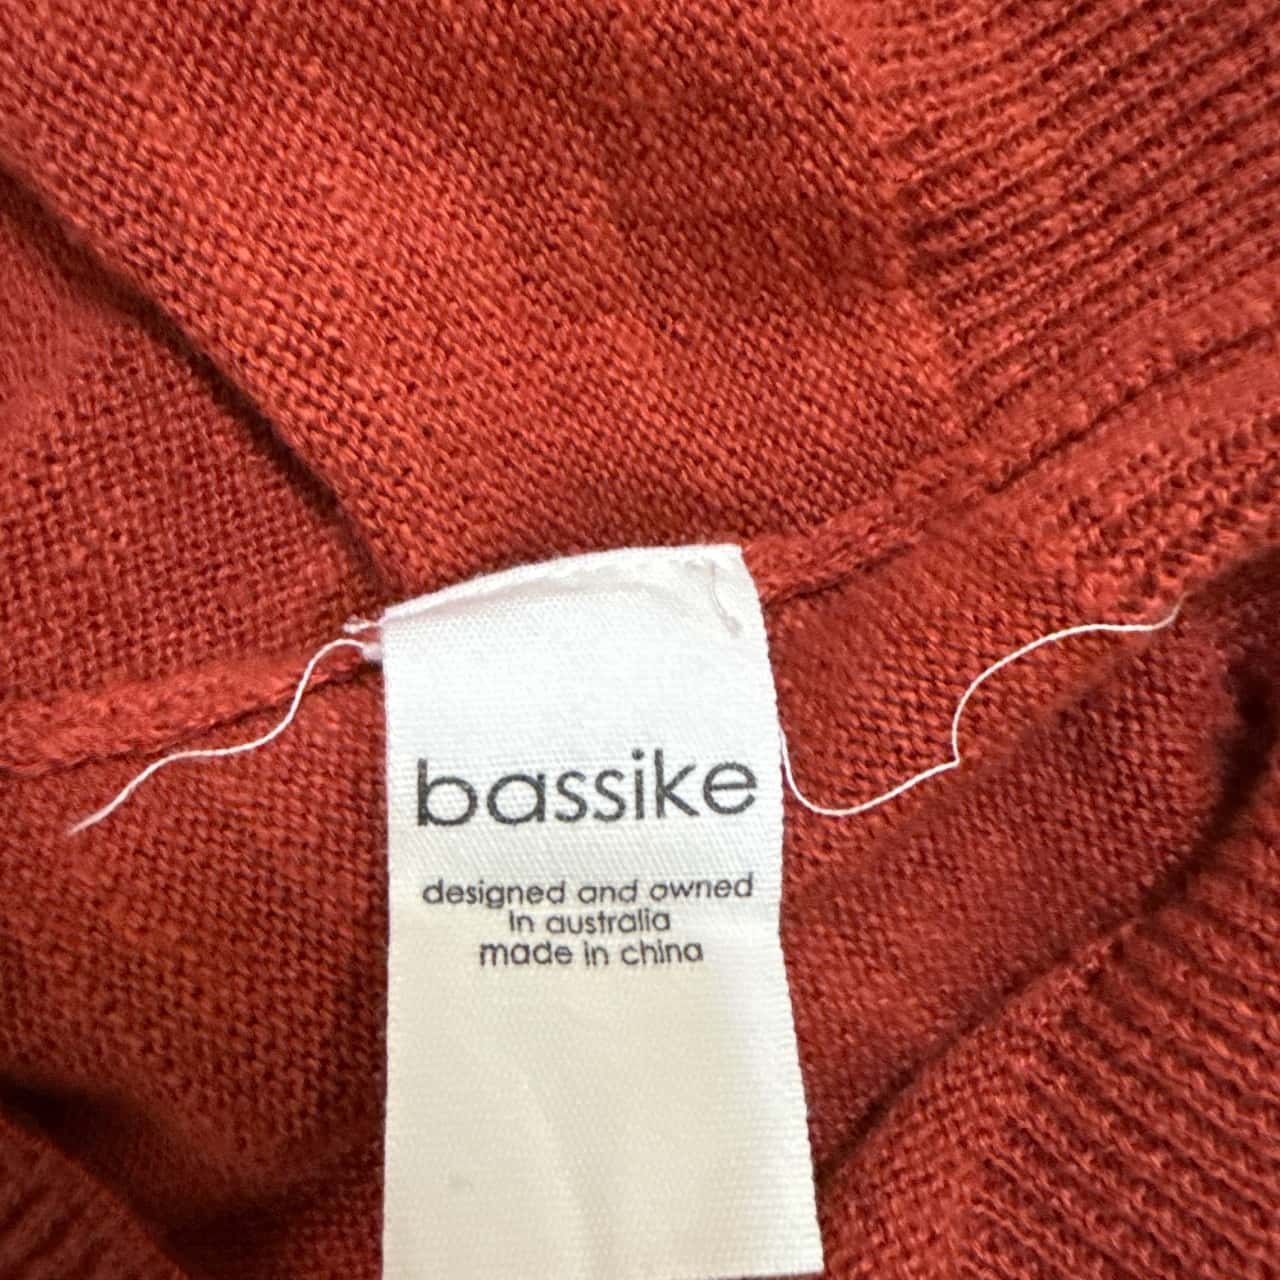 bassike
designed and owned
in australia
made in china